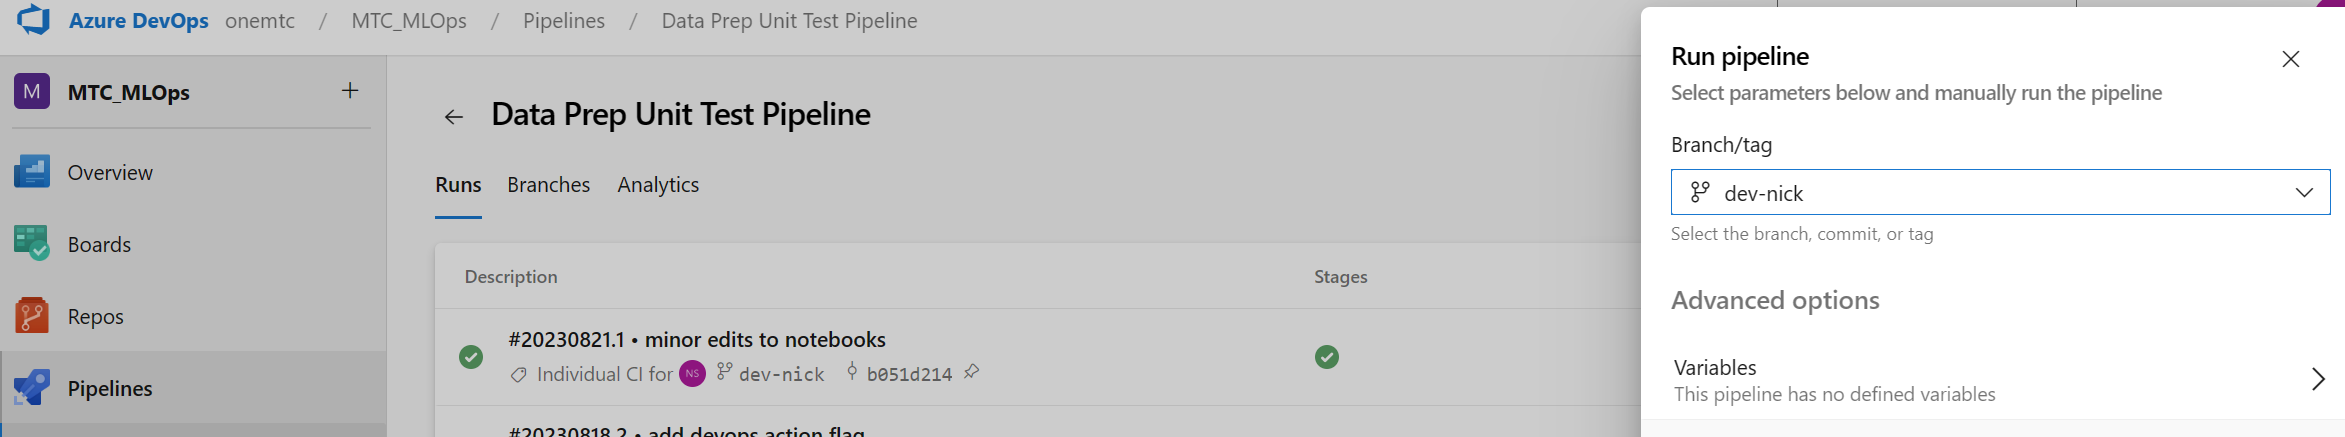 Azure DevOps onemtc / MTC_MLOps / Pipelines / Data Prep Unit Test Pipeline
M MTC_MLOps +
Overview
Boards
Repos
Pipelines
Data Prep Unit Test Pipeline
Runs Branches Analytics
Description Stages
#20230821.1 • minor edits to notebooks
Individual CI for NS dev-nick b051d214
#20230818.2 • add devops action flag
Run pipeline
Select parameters below and manually run the pipeline
Branch/tag
dev-nick
Select the branch, commit, or tag
Advanced options
Variables
This pipeline has no defined variables